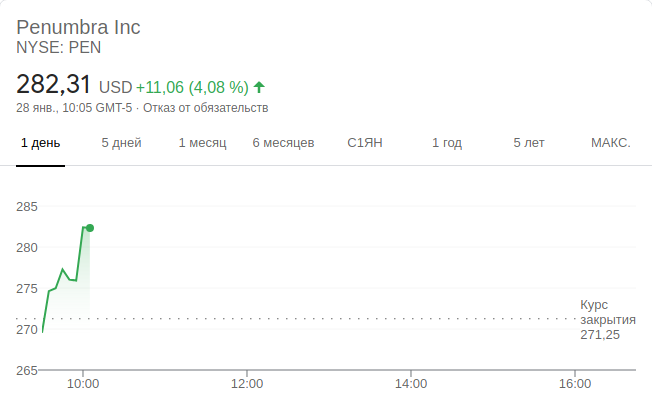 Penumbra Inc
NYSE: PEN
282,31 USD +11,06 (4,08 %)
28 янв., 10:05 GMT-5 · Отказ от обязательств
1 день 5 дней 1 месяц 6 месяцев С1ЯН 1 год 5 лет МАКС.
285
280
275
Курс
закрытия
271,25
270
265
10:00 12:00 14:00 16:00